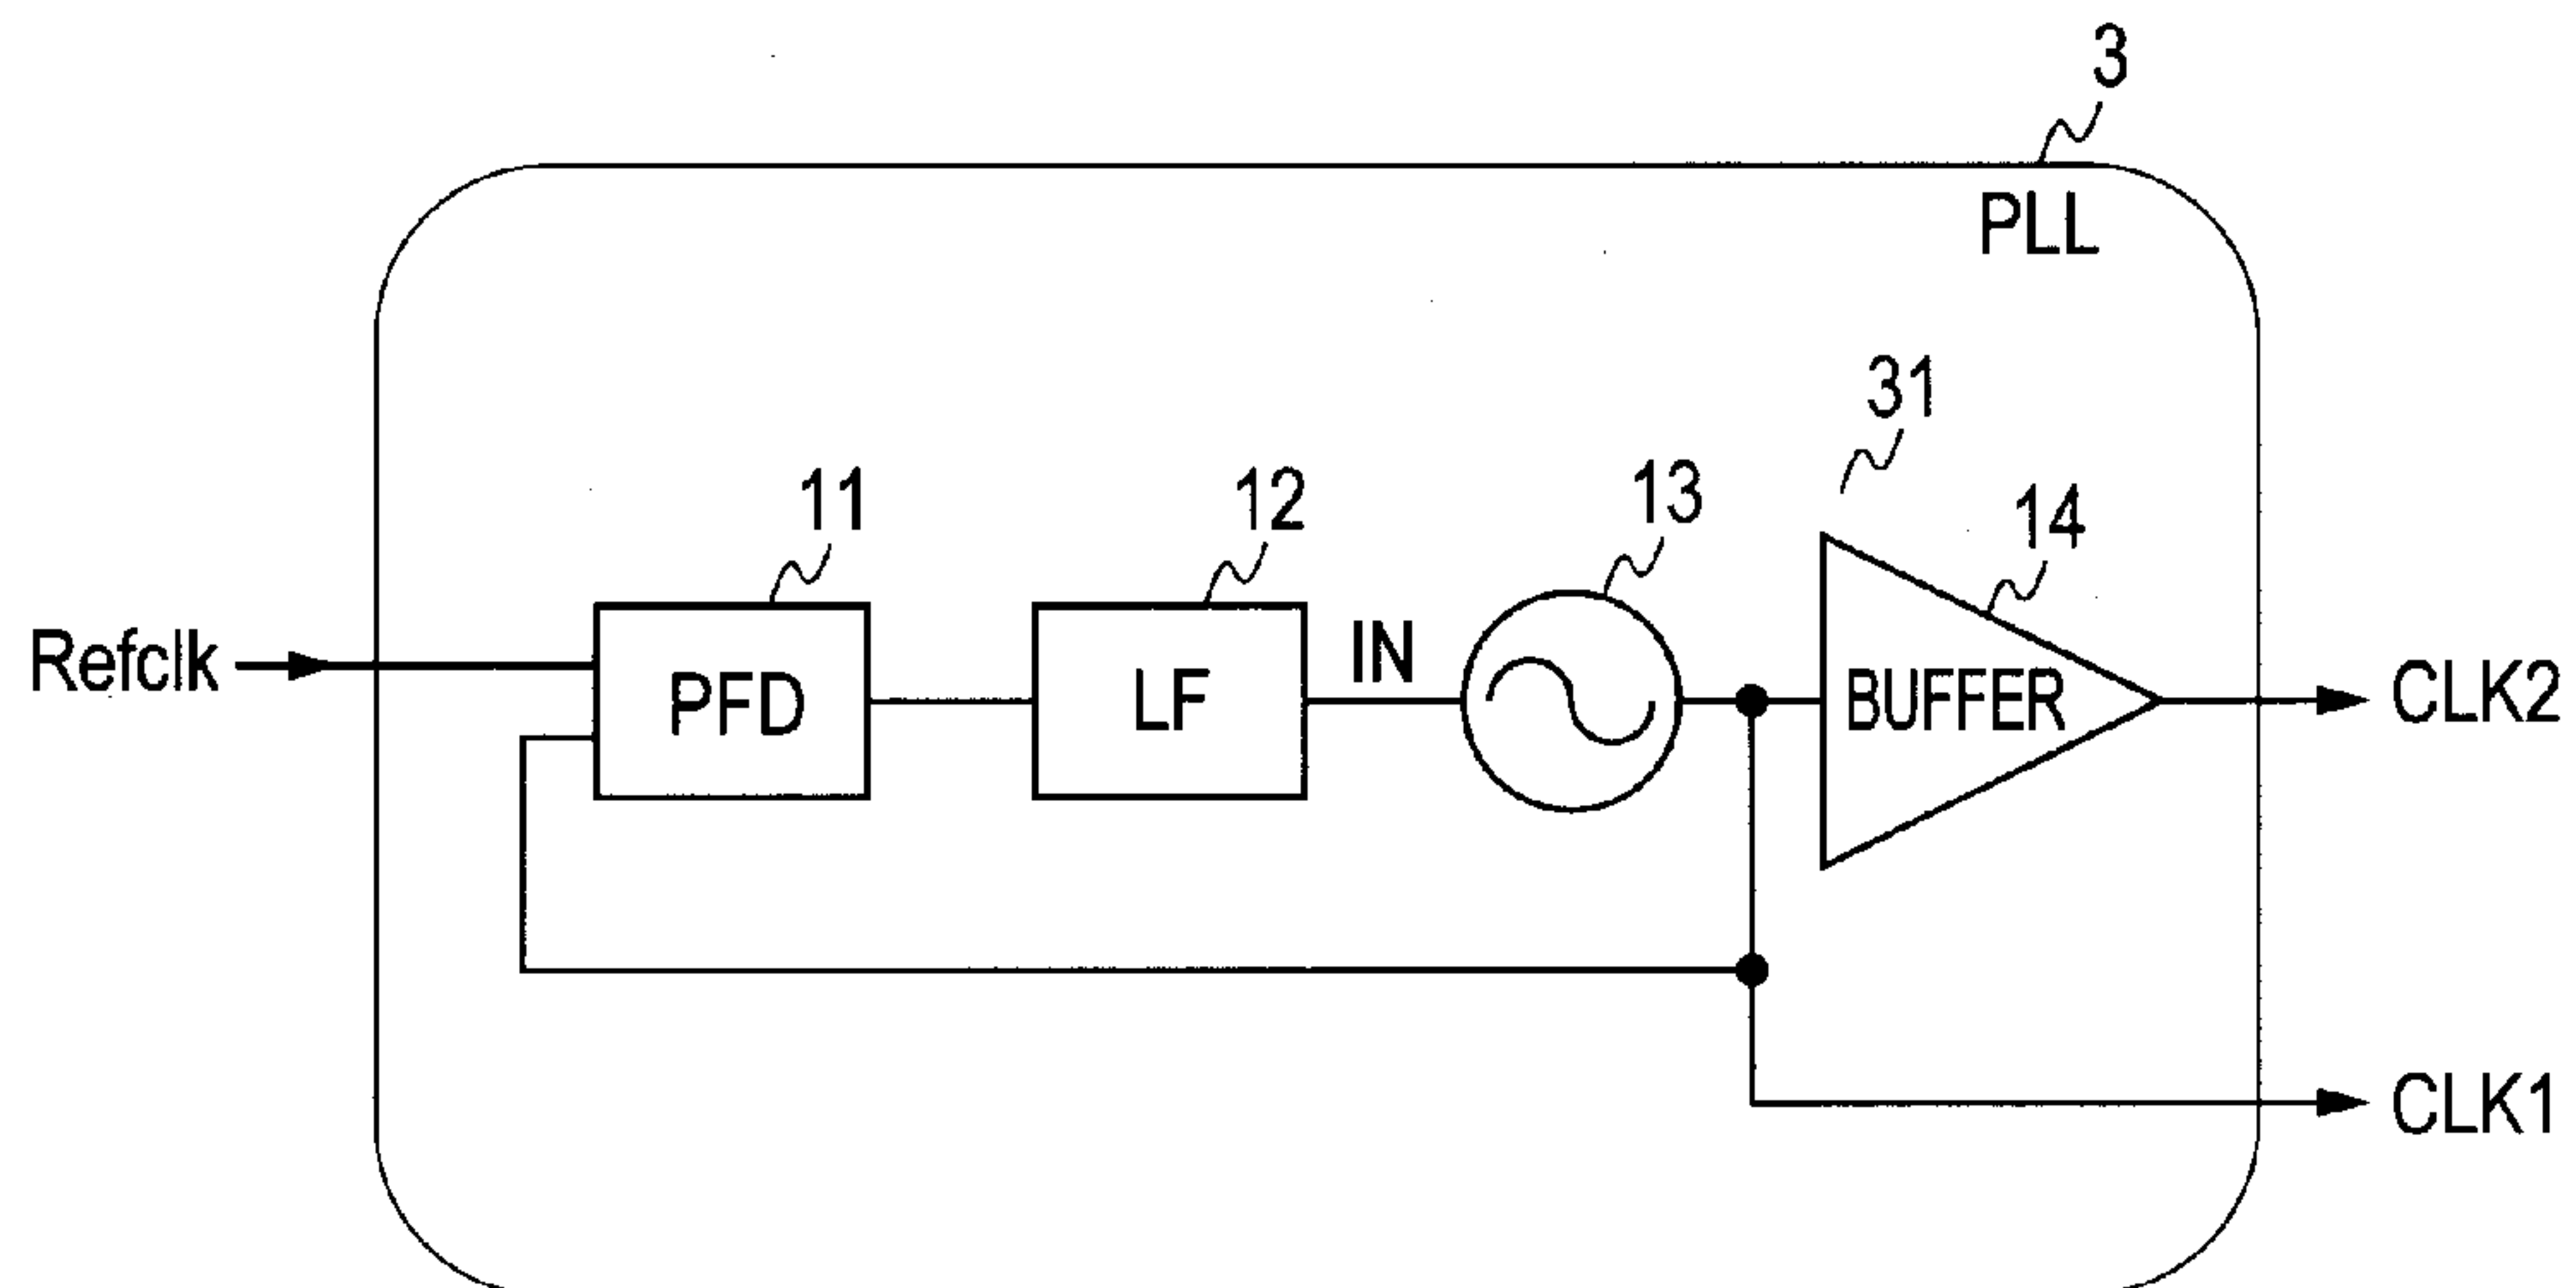 3
PLL
31
11
12
13
14
Refclk
PFD
LF
IN
BUFFER
CLK2
CLK1